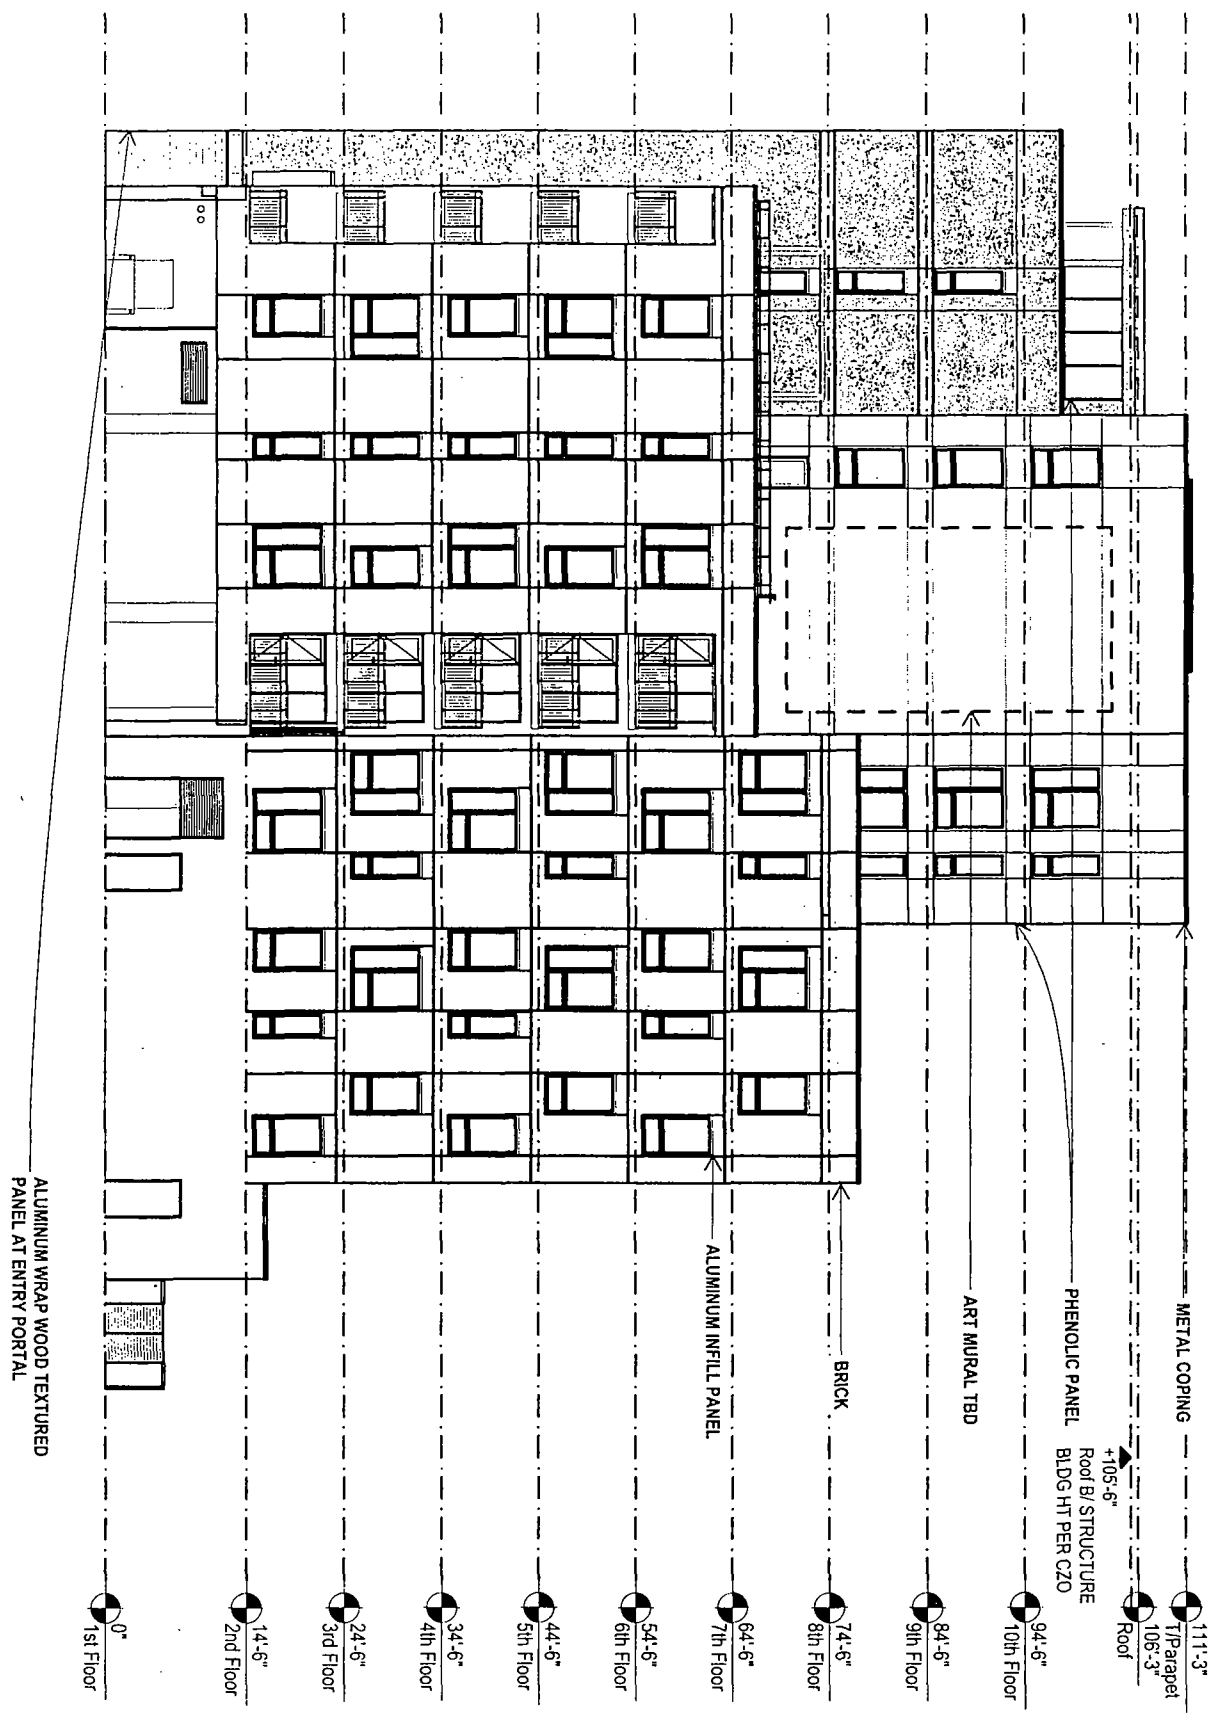 111'-3"
T/Parapet
106'-3"
Roof
+105'-6"
Roof B/ STRUCTURE
BLDG HT PER CZO
94'-6"
10th Floor
84'-6"
9th Floor
74'-6"
8th Floor
64'-6"
7th Floor
54'-6"
6th Floor
44'-6"
5th Floor
34'-6"
4th Floor
24'-6"
3rd Floor
14'-6"
2nd Floor
0"
1st Floor
METAL COPING
PHENOLIC PANEL
ART MURAL TBD
BRICK
ALUMINUM INFILL PANEL
ALUMINUM WRAP WOOD TEXTURED
PANEL AT ENTRY PORTAL